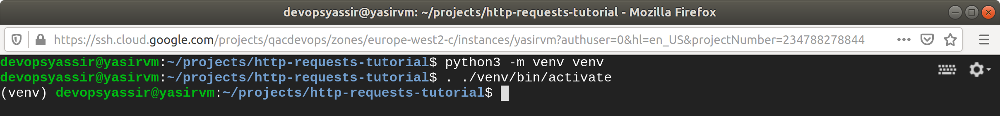 devopsyassir@yasirvm: ~/projects/http-requests-tutorial - Mozilla Firefox
https://ssh.cloud.google.com/projects/qacdevops/zones/europe-west2-c/instances/yasirvm?authuser=0&hl=en_US&projectNumber=234788278844
devopsyassir@yasirvm:~/projects/http-requests-tutorial$ python3 -m venv venv
devopsyassir@yasirvm:~/projects/http-requests-tutorial$ . ./venv/bin/activate
(venv) devopsyassir@yasirvm:~/projects/http-requests-tutorial$